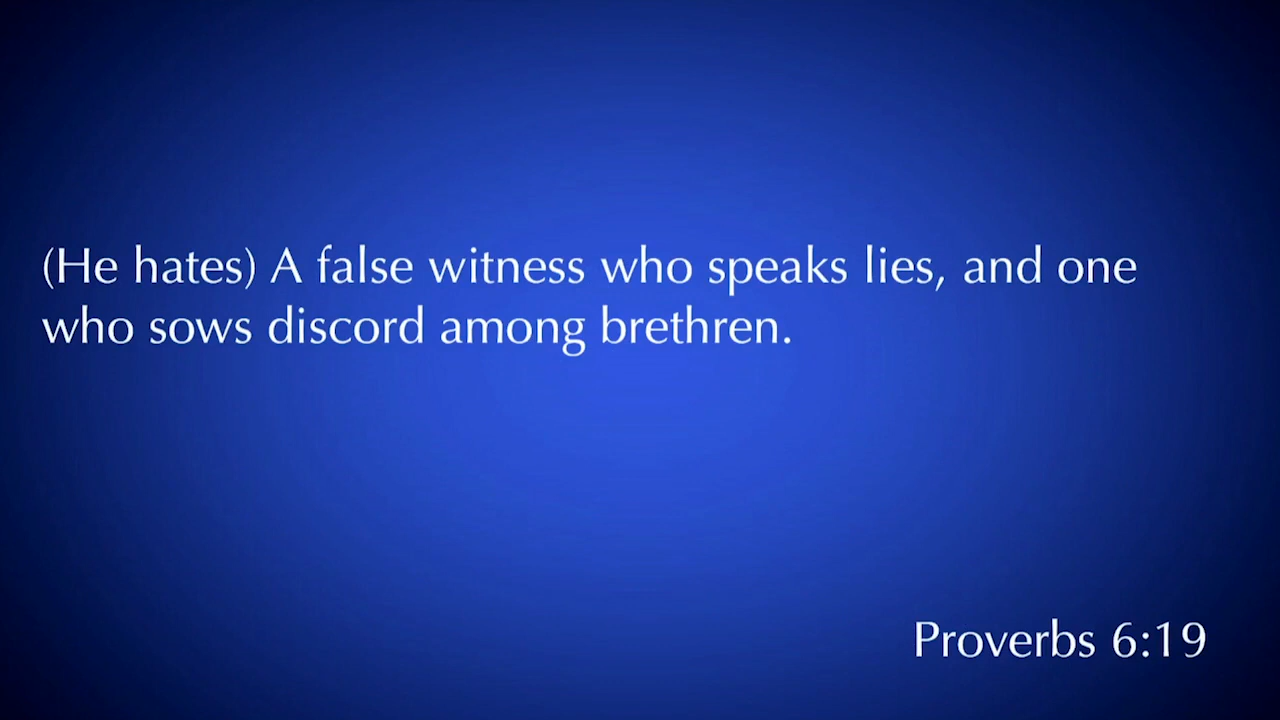 (He hates) A false witness who speaks lies, and one
who sows discord among brethren.
Proverbs 6:19